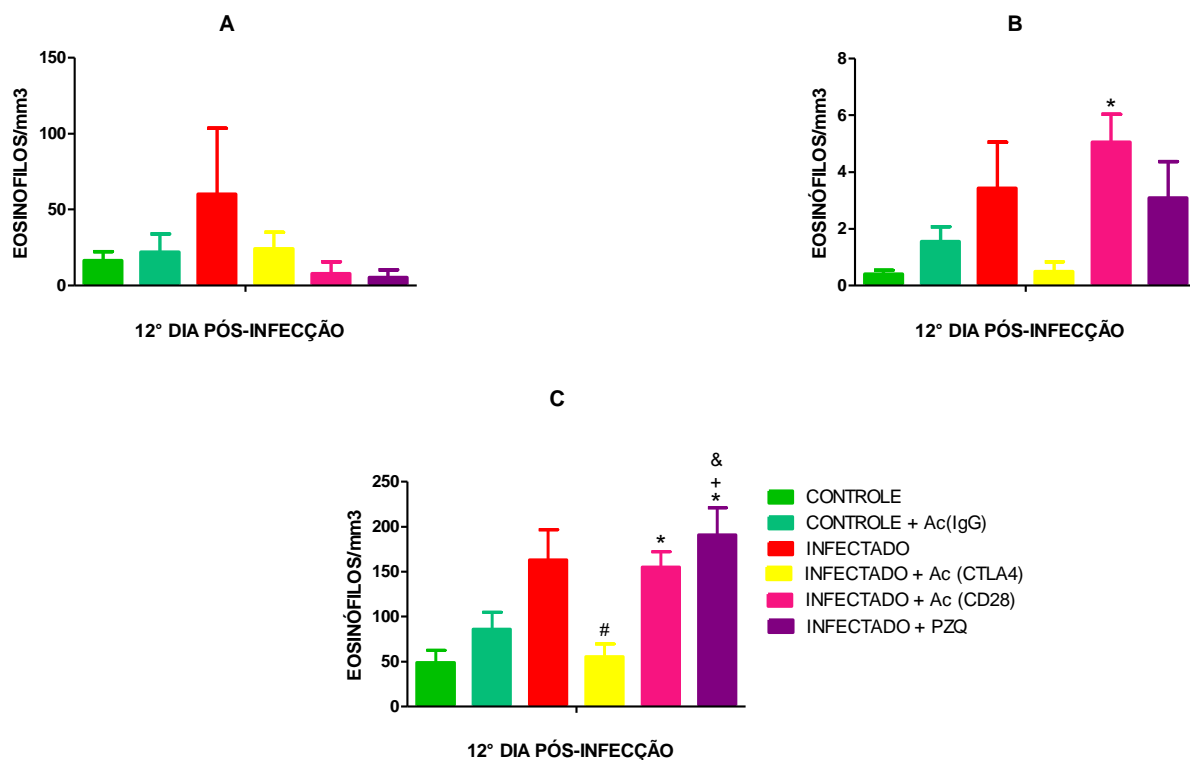 A
EOSINÓFILOS/mm3
150
100
50
0
12° DIA PÓS-INFECÇÃO
B
EOSINÓFILOS/mm3
8
6
4
2
0
*
12° DIA PÓS-INFECÇÃO
C
EOSINÓFILOS/mm3
250
200
150
100
50
0
#
*
&
+
*
12° DIA PÓS-INFECÇÃO
CONTROLE
CONTROLE + Ac(IgG)
INFECTADO
INFECTADO + Ac (CTLA4)
INFECTADO + Ac (CD28)
INFECTADO + PZQ